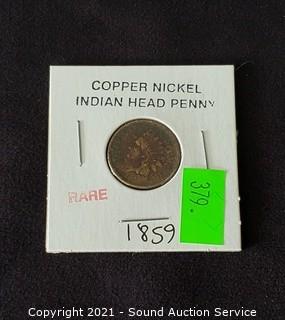 COPPER NICKEL
INDIAN HEAD PENNY
RARE
379.
1859
Copyright 2021 - Sound Auction Service